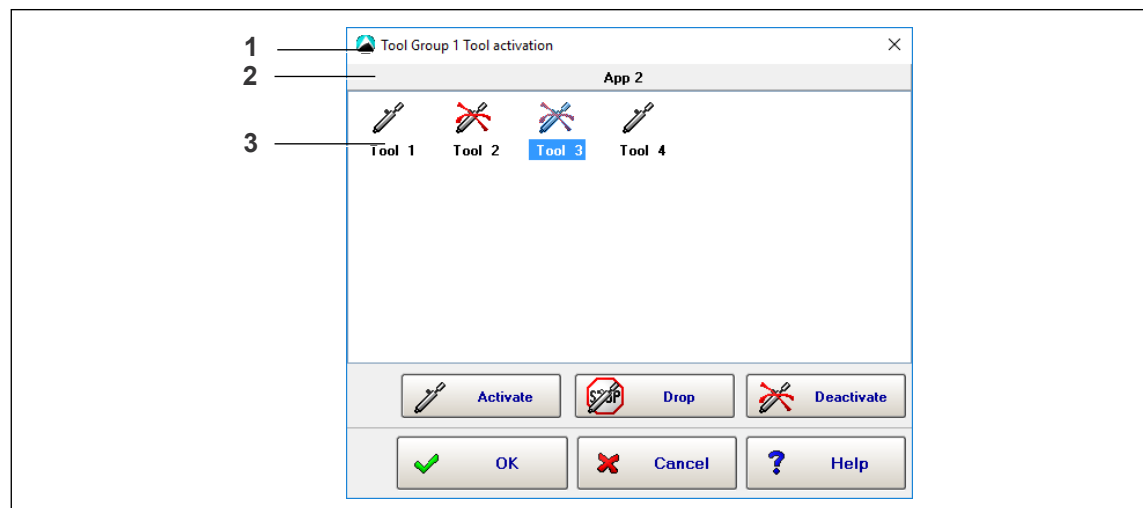 1 Tool Group 1 Tool activation
2 App 2
3 Tool 1 Tool 2 Tool 3 Tool 4
Activate STOP Drop Deactivate
OK Cancel ? Help